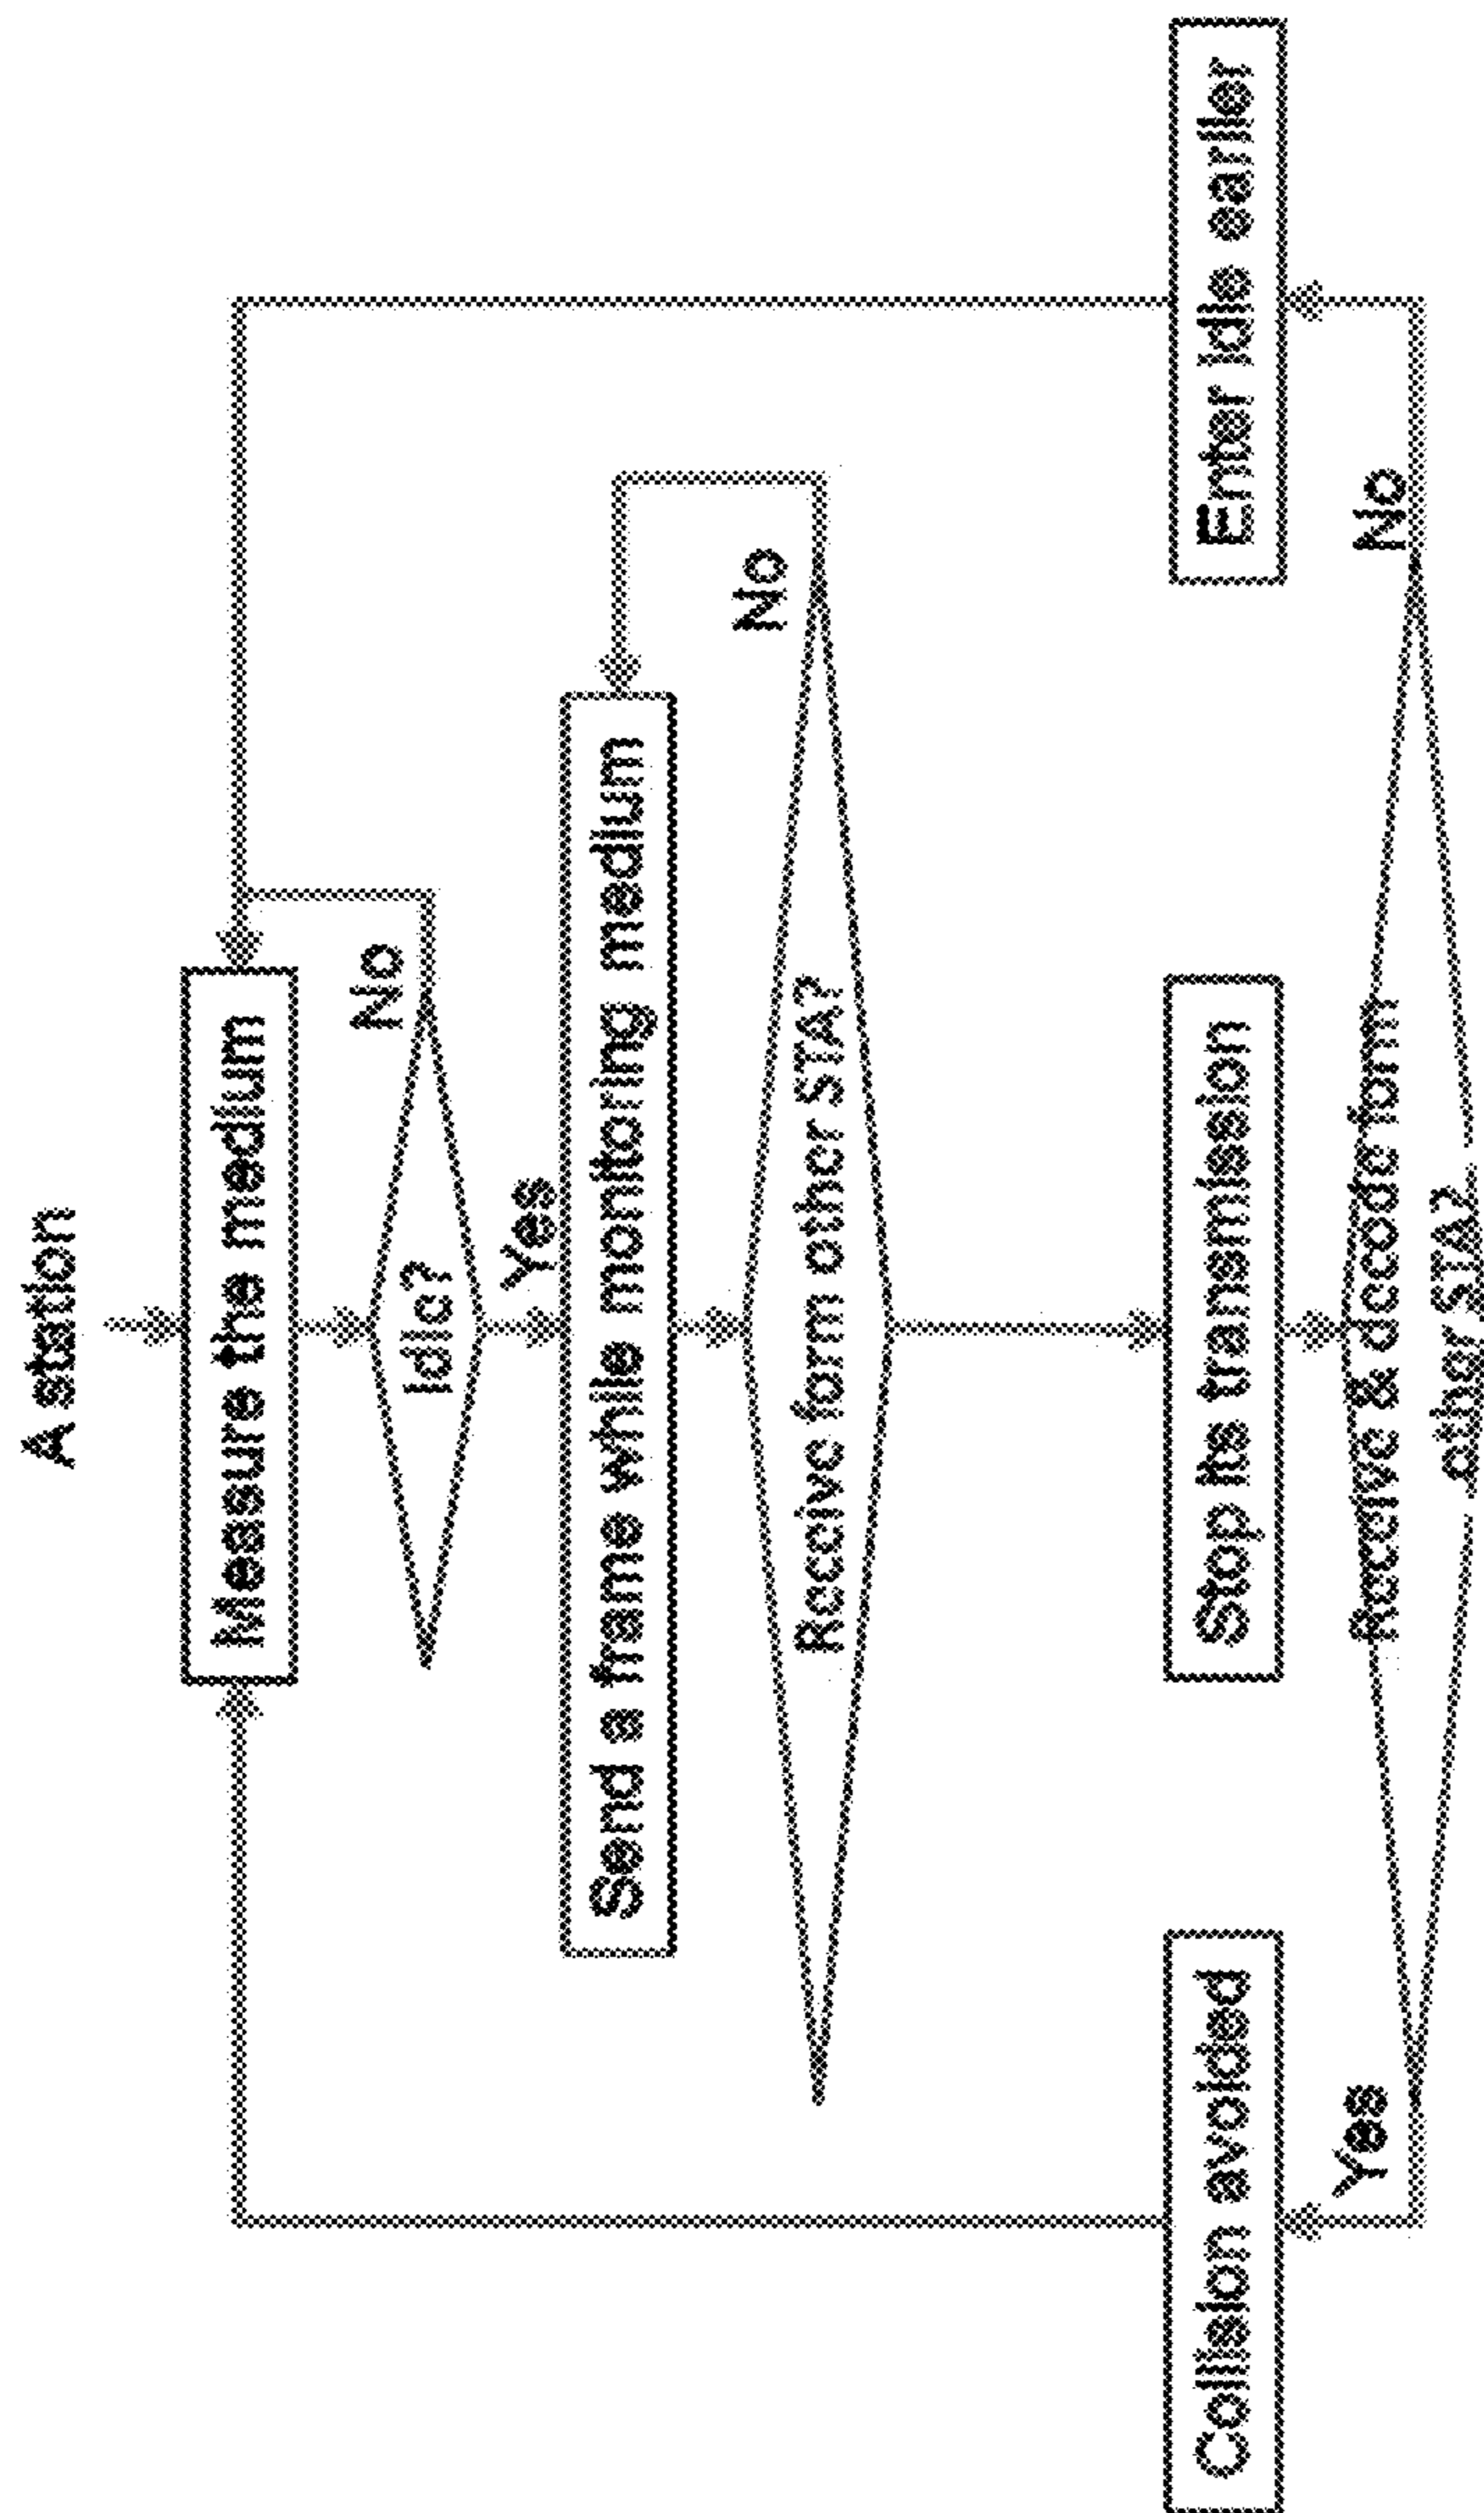 A station
Measure the medium
Idle?
No
Yes
Send a frame while monitoring medium
Receive form other STA?
No
Stop its transmission
Receive & decode form
other STA?
Yes
No
Collision avoided
Enter idle earlier